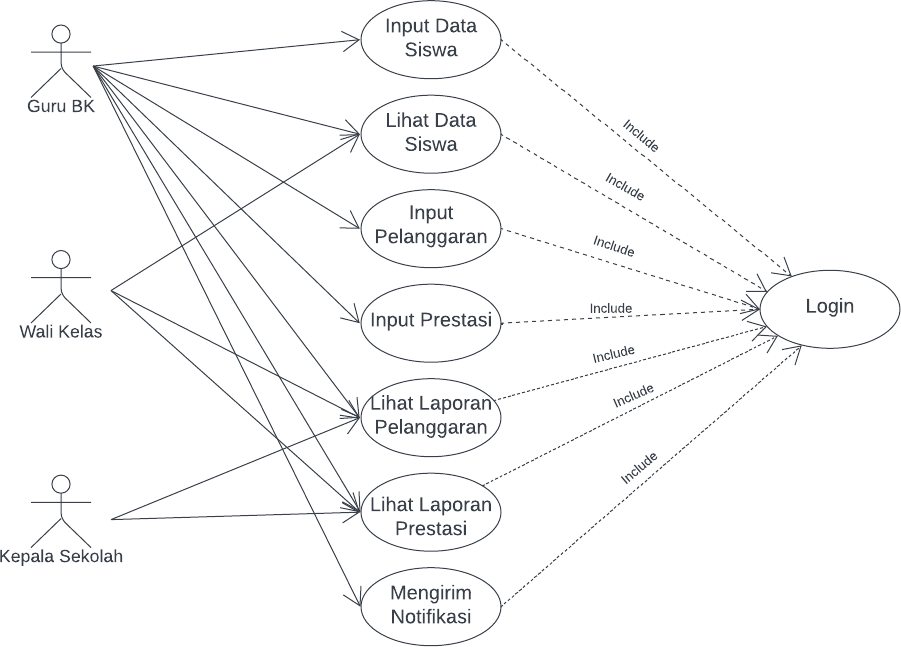 Guru BK
Wali Kelas
Kepala Sekolah
Input Data
Siswa
Lihat Data
Siswa
Input
Pelanggaran
Input Prestasi
Lihat Laporan
Pelanggaran
Lihat Laporan
Prestasi
Mengirim
Notifikasi
Include
Include
Include
Include
Include
Include
Include
Login